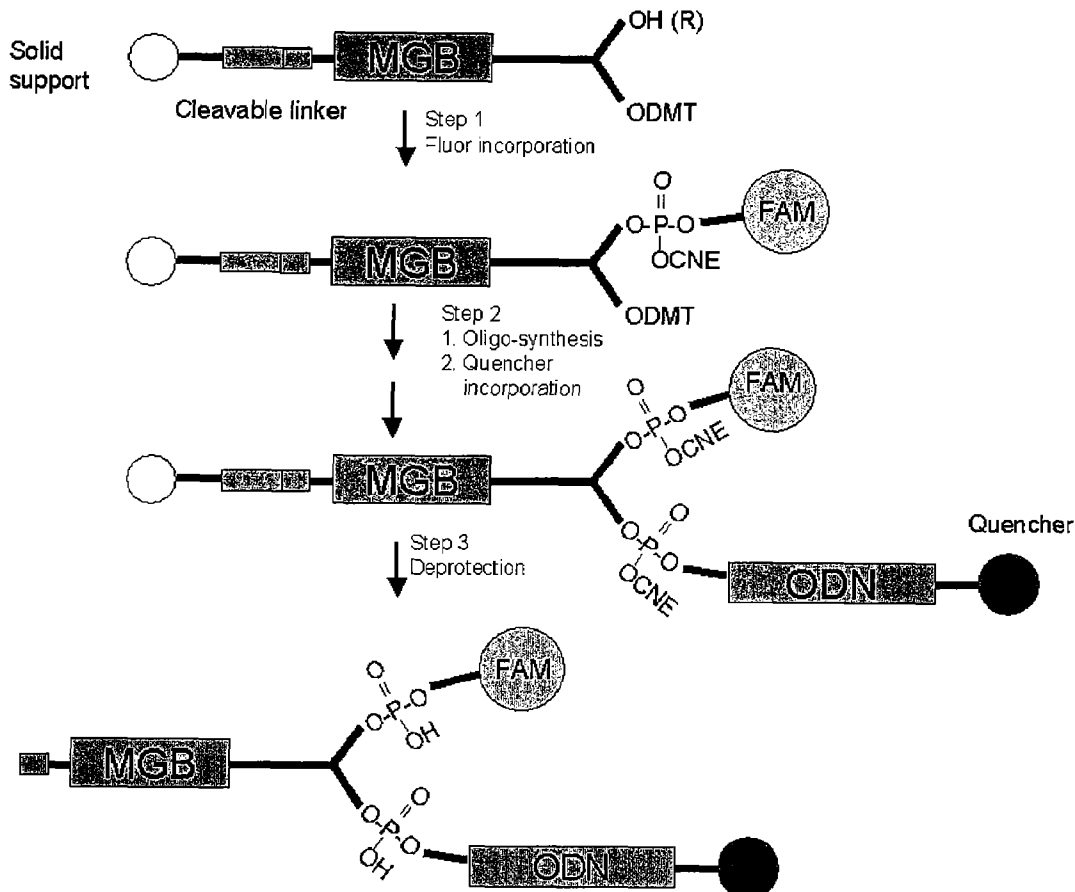 OH (R)
Solid
support
MGB
Cleavable linker
ODMT
Step 1
Fluor incorporation
O
O-P-O
FAM
OCNE
MGB
ODMT
Step 2
1. Oligo-synthesis
2. Quencher
incorporation
O
O-P-O
FAM
OCNE
MGB
O
O-P-O
OCNE
Quencher
ODN
Step 3
Deprotection
O
O-P-O
FAM
OH
MGB
O
O-P-O
OH
ODN